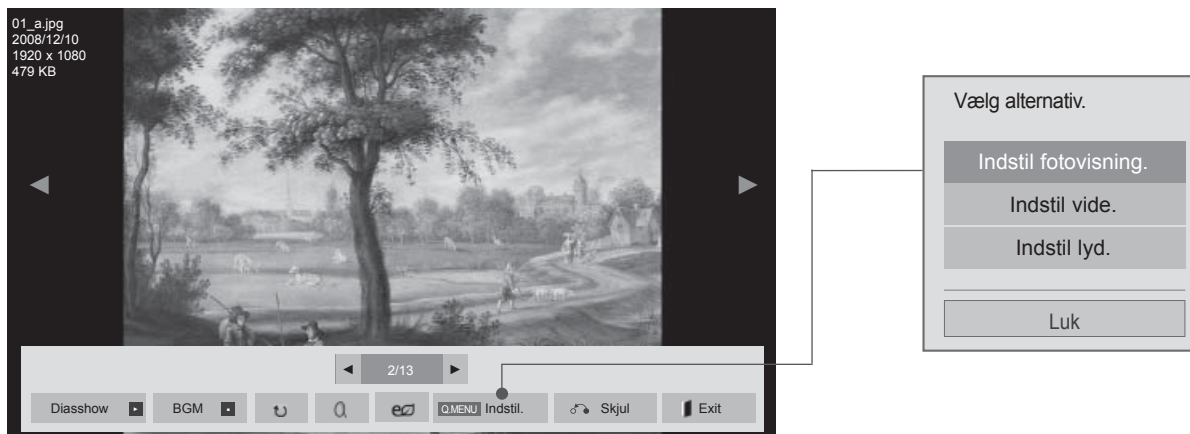 01_a.jpg
2008/12/10
1920 x 1080
479 KB
2/13
Diasshow BGM Q.MENU Indstil. Skjul Exit
Vælg alternativ.
Indstil fotovisning.
Indstil vide.
Indstil lyd.
Luk